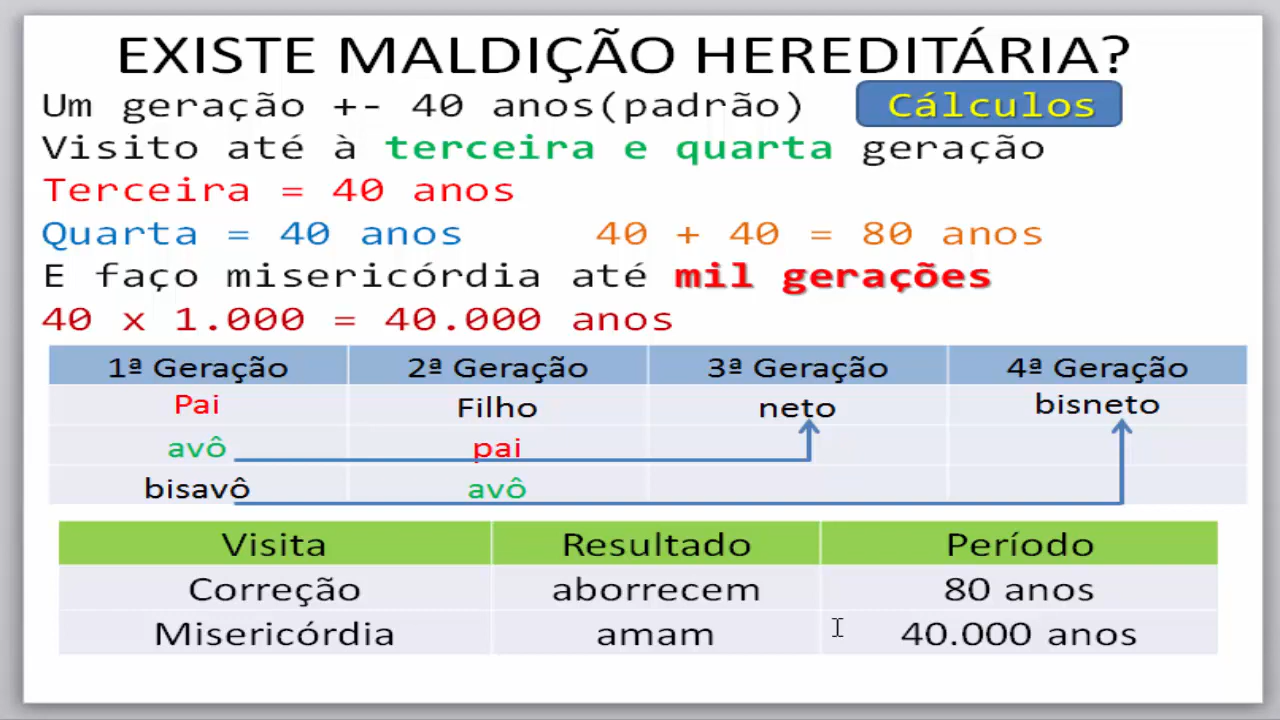 EXISTE MALDIÇÃO HEREDITÁRIA?
Um geração +- 40 anos(padrão) Cálculos
Visito até à terceira e quarta geração
Terceira = 40 anos
Quarta = 40 anos 40 + 40 = 80 anos
E faço misericórdia até mil gerações
40 x 1.000 = 40.000 anos
1ª Geração 2ª Geração 3ª Geração 4ª Geração
Pai Filho neto bisneto
avô pai
bisavô avô
Visita Resultado Período
Correção aborrecem 80 anos
Misericórdia amam 40.000 anos